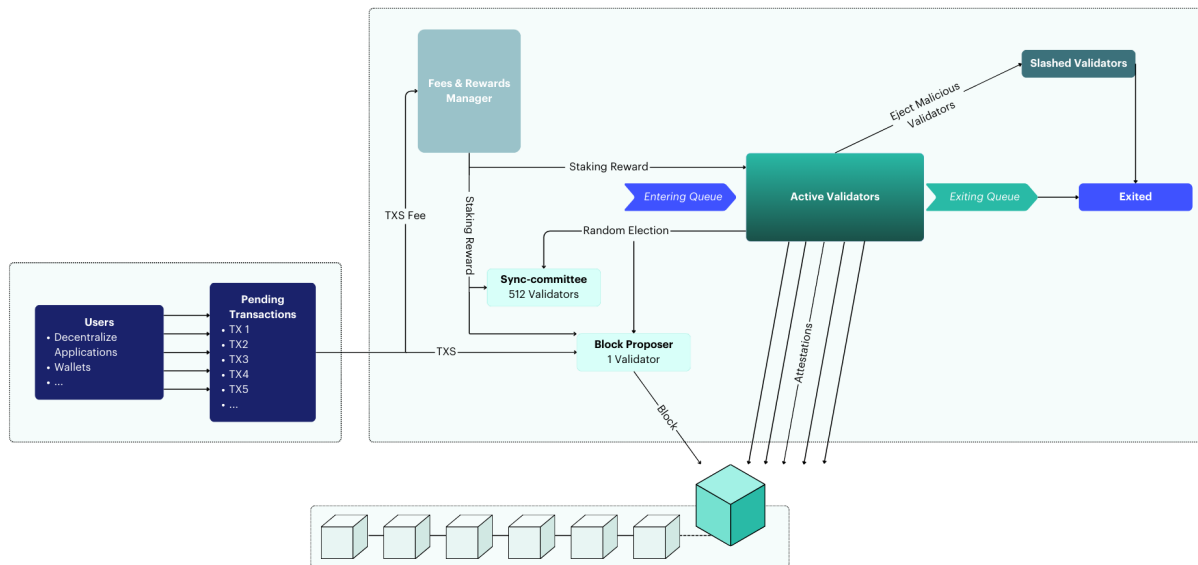 Fees & Rewards
Manager
Slashed Validators
Eject Malicious
Validators
Staking Reward
Entering Queue
Active Validators
Exiting Queue
Exited
TXS Fee
Staking Reward
Random Election
Sync-committee
512 Validators
Users
• Decentralize
Applications
• Wallets
• ...
Pending
Transactions
• TX 1
• TX2
• TX3
• TX4
• TX5
• ...
TXS
Block Proposer
1 Validator
Attestations
Block